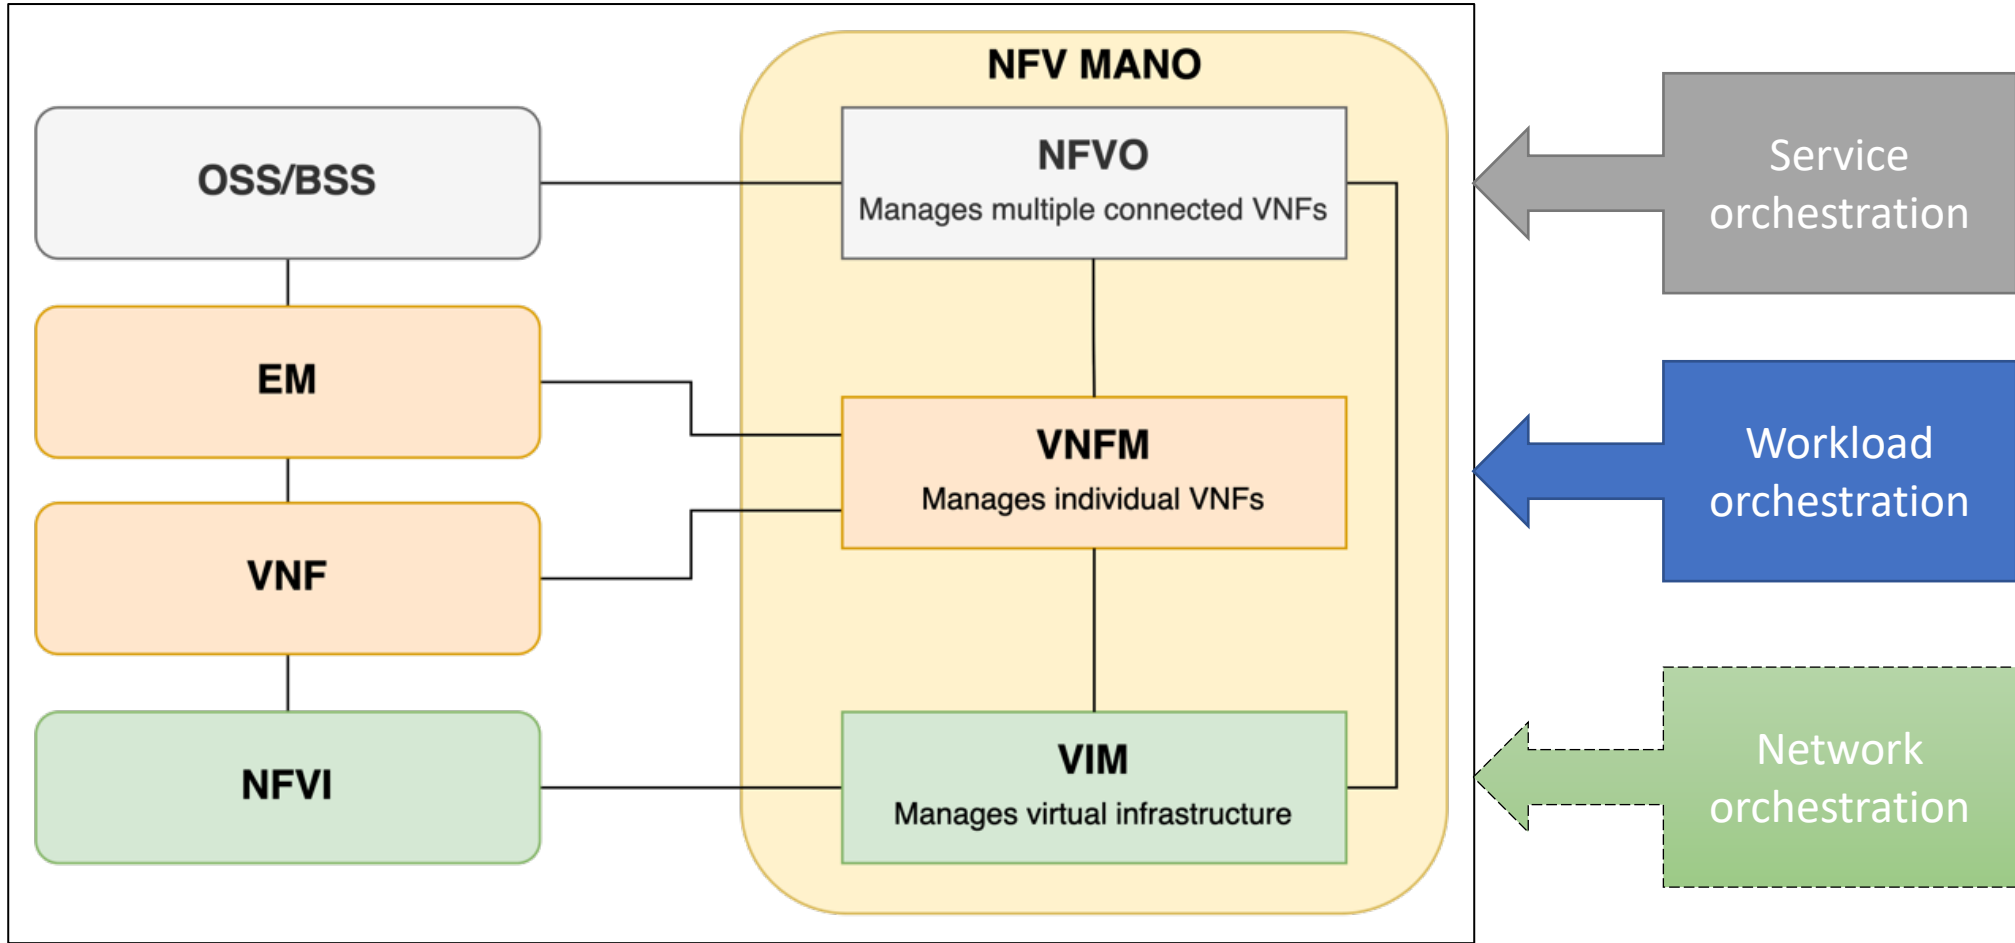 NFV MANO
OSS/BSS
NFVO
Manages multiple connected VNFs
Service
orchestration
EM
VNFM
Manages individual VNFs
Workload
orchestration
VNF
NFVI
VIM
Manages virtual infrastructure
Network
orchestration